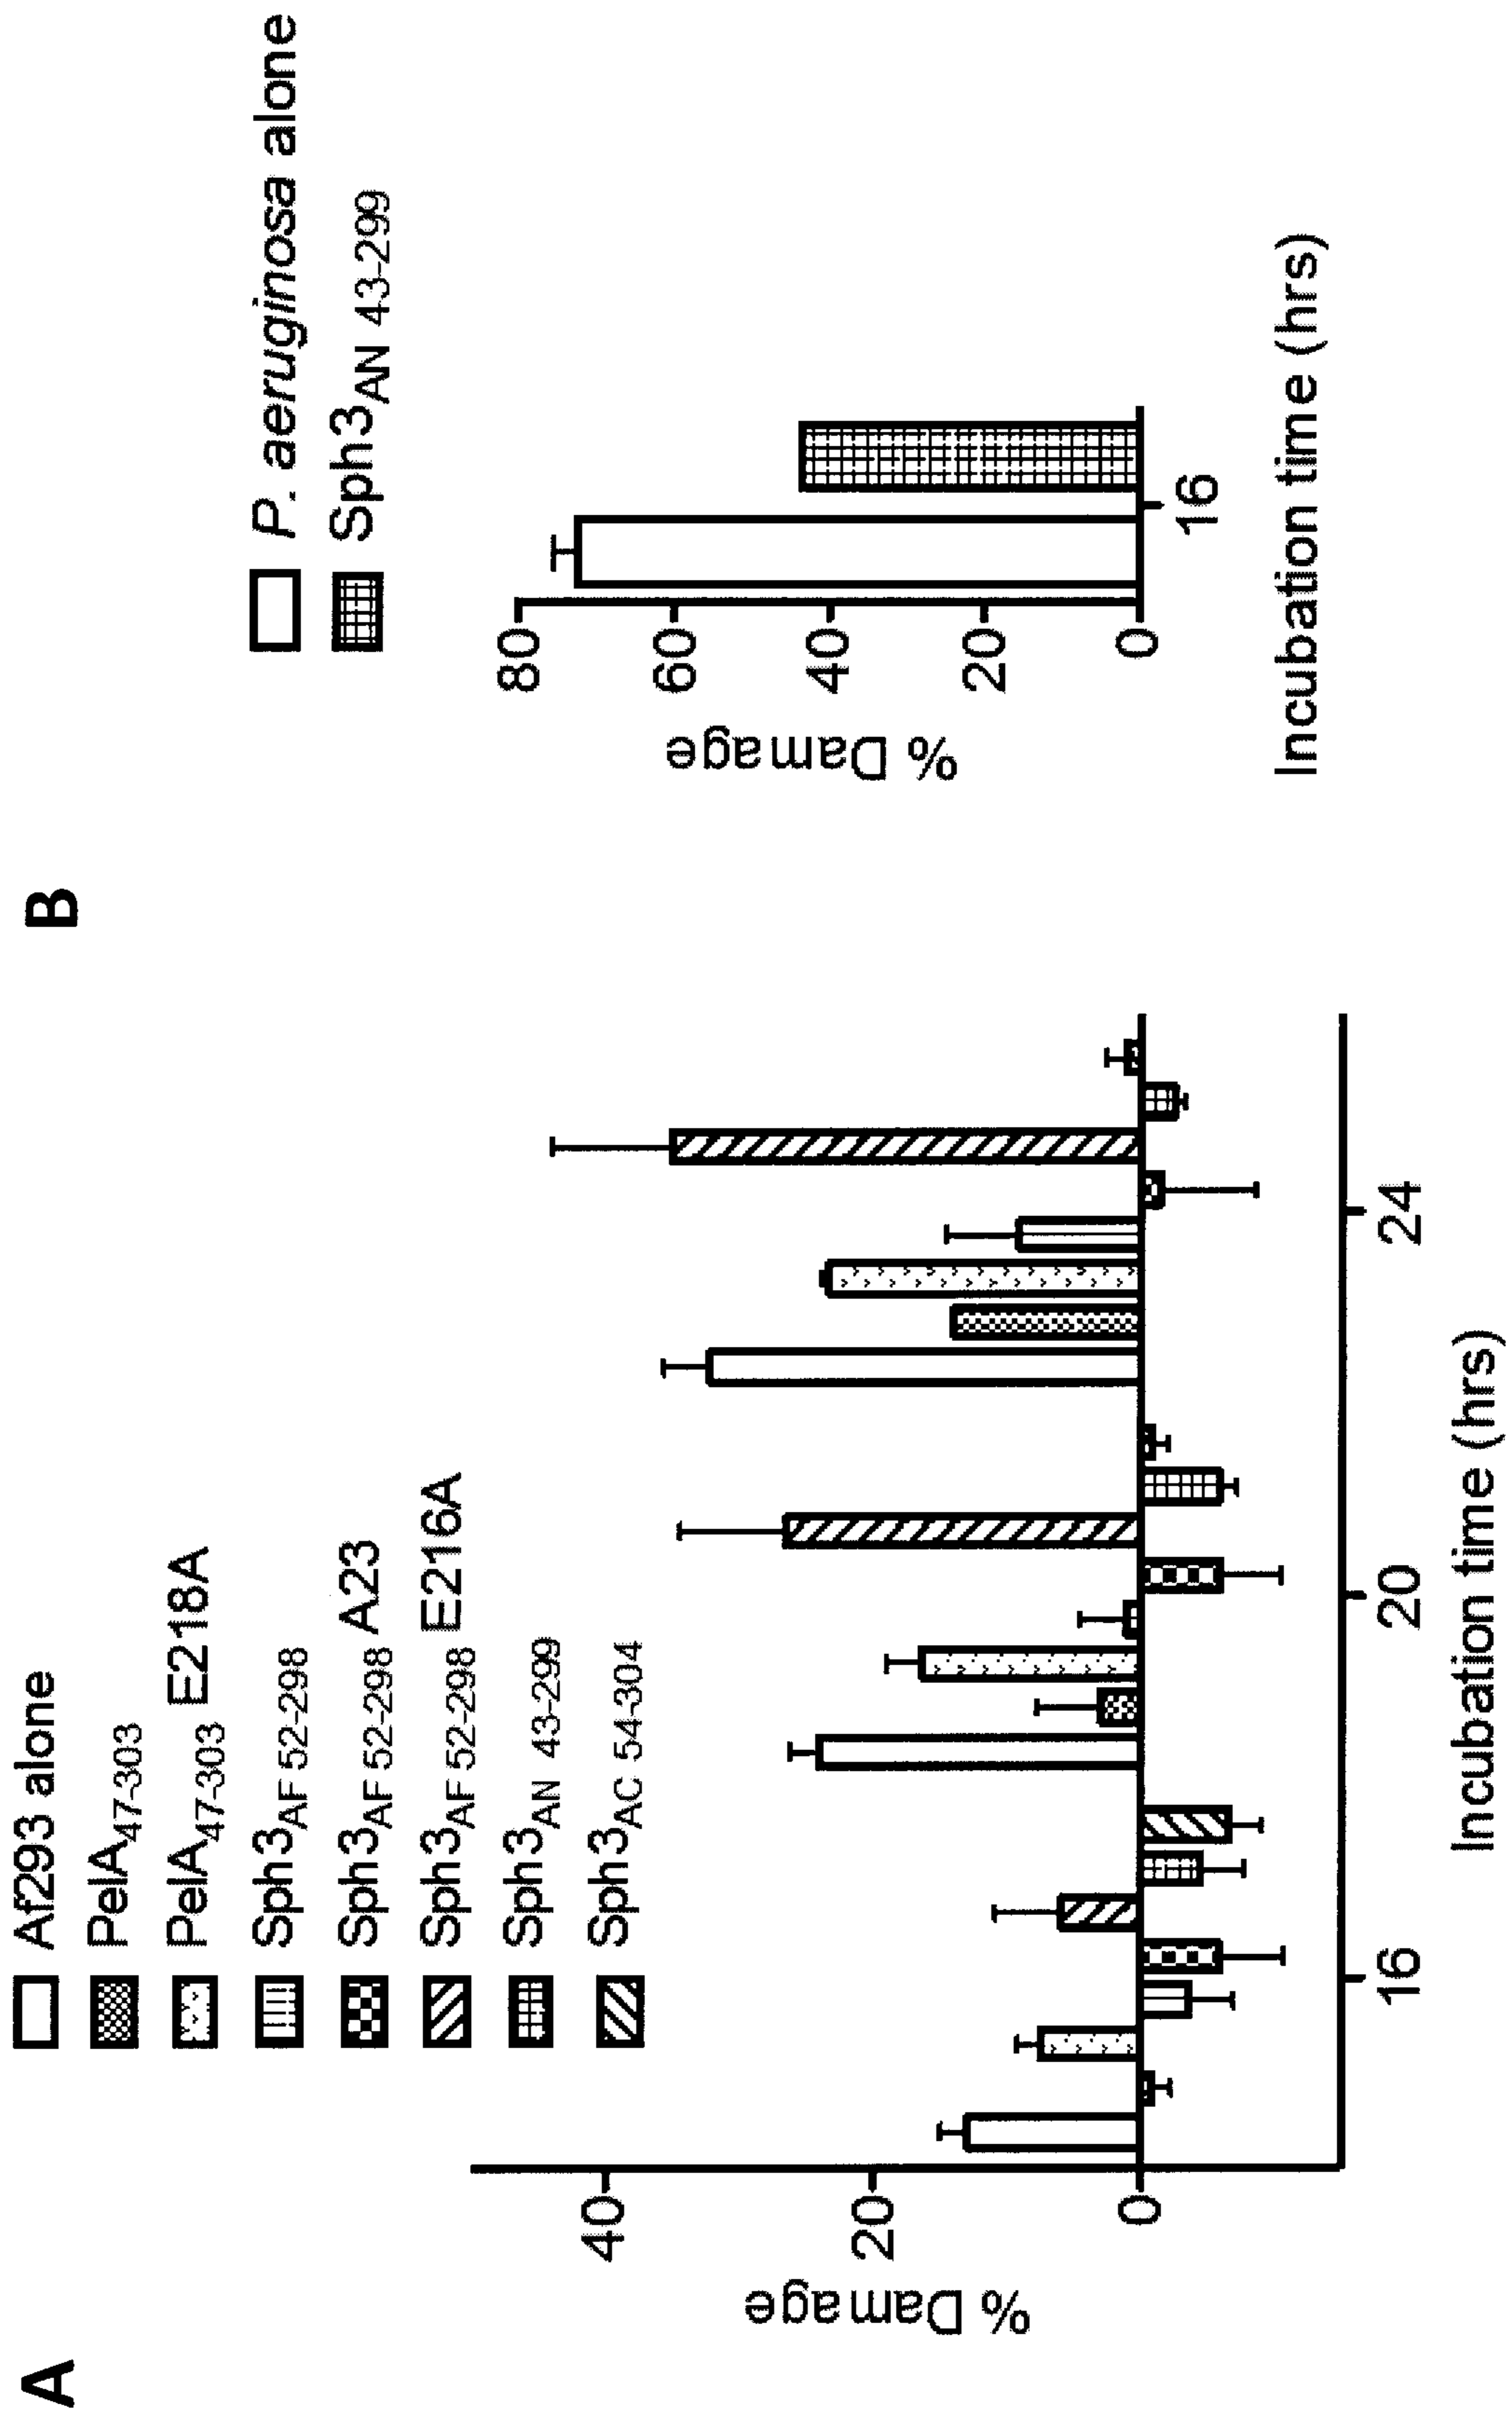 A
Af293 alone
PelA47-303
PelA47-303 E218A
Sph3AF 52-298
Sph3AF 52-298 A23
Sph3AF 52-298 E216A
Sph3AN 43-299
Sph3AC 54-304
% Damage
40
20
0
16
20
24
Incubation time (hrs)
B
P. aeruginosa alone
Sph3AN 43-299
% Damage
80
60
40
20
0
16
Incubation time (hrs)